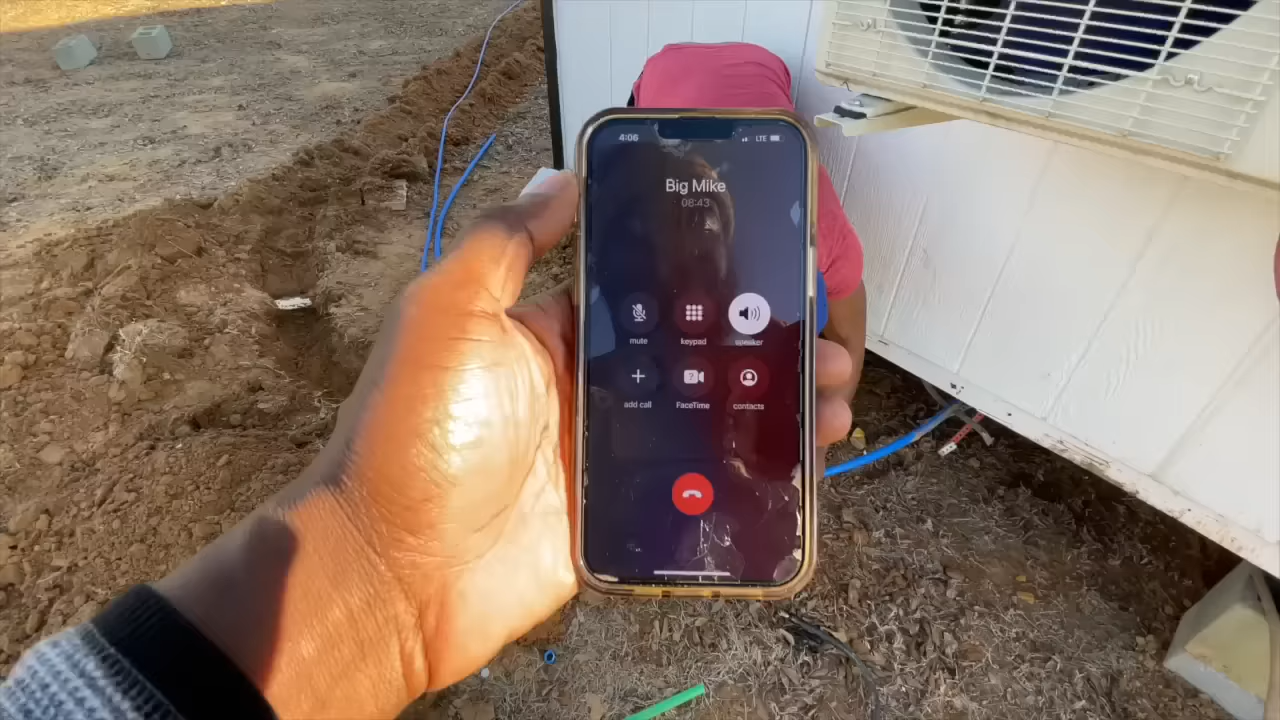 4:06 LTE
Big Mike
08:43
mute keypad speaker
add call FaceTime contacts